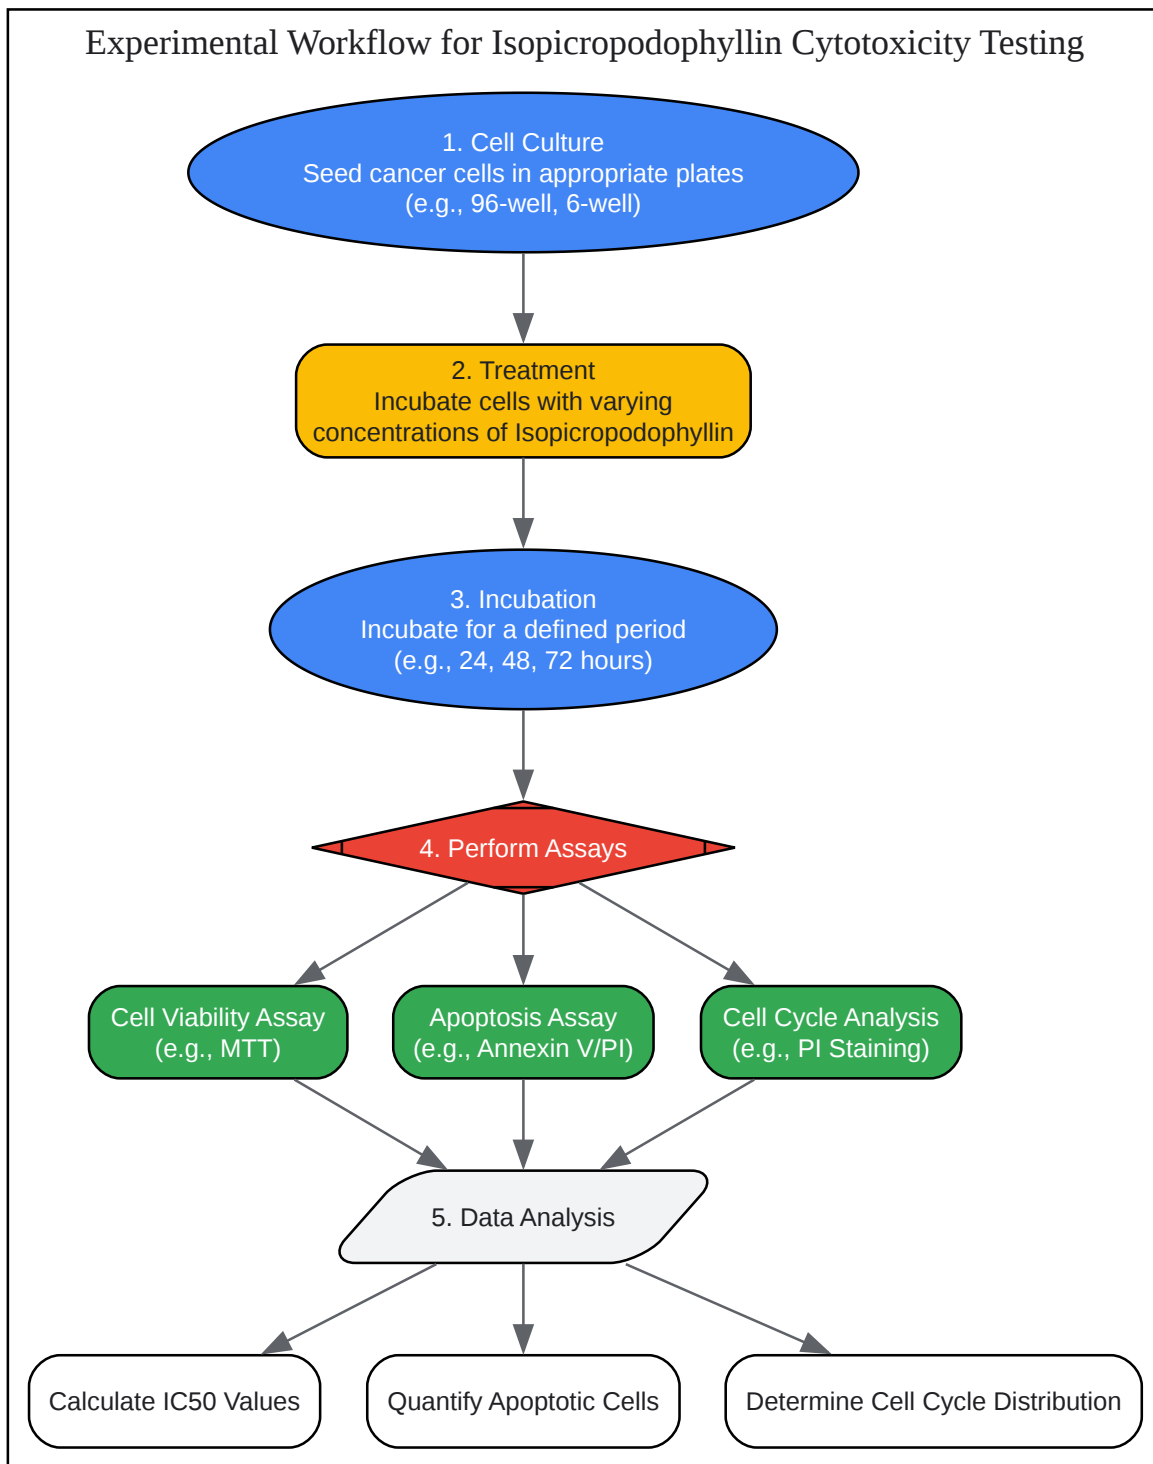 Experimental Workflow for Isopicropodophyllin Cytotoxicity Testing
1. Cell Culture
Seed cancer cells in appropriate plates
(e.g., 96-well, 6-well)
2. Treatment
Incubate cells with varying
concentrations of Isopicropodophyllin
3. Incubation
Incubate for a defined period
(e.g., 24, 48, 72 hours)
4. Perform Assays
Cell Viability Assay
(e.g., MTT)
Apoptosis Assay
(e.g., Annexin V/PI)
Cell Cycle Analysis
(e.g., PI Staining)
5. Data Analysis
Calculate IC50 Values
Quantify Apoptotic Cells
Determine Cell Cycle Distribution